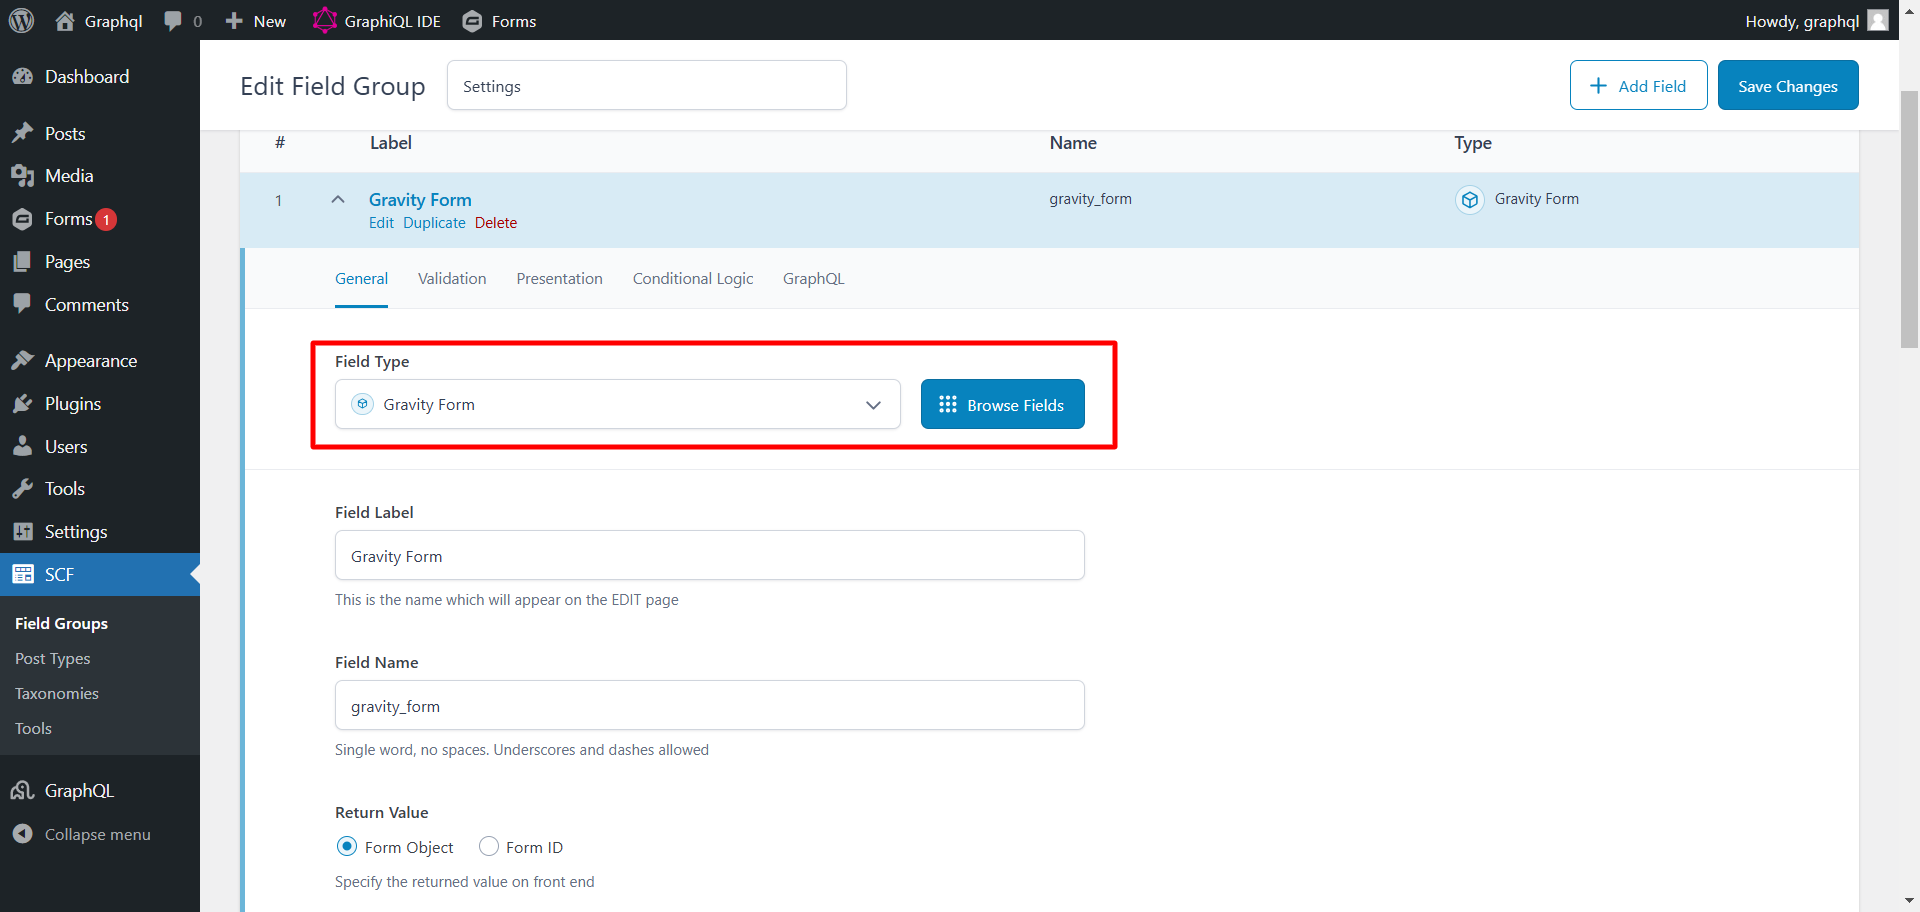 Graphql
0
New
GraphiQL IDE
Forms
Howdy, graphql
Dashboard
Posts
Media
Forms 1
Pages
Comments
Appearance
Plugins
Users
Tools
Settings
SCF
Field Groups
Post Types
Taxonomies
Tools
GraphQL
Collapse menu
Edit Field Group
Settings
Add Field
Save Changes
# Label Name Type
1 Gravity Form gravity_form Gravity Form
Edit Duplicate Delete
General Validation Presentation Conditional Logic GraphQL
Field Type
Gravity Form
Browse Fields
Field Label
Gravity Form
This is the name which will appear on the EDIT page
Field Name
gravity_form
Single word, no spaces. Underscores and dashes allowed
Return Value
Form Object Form ID
Specify the returned value on front end